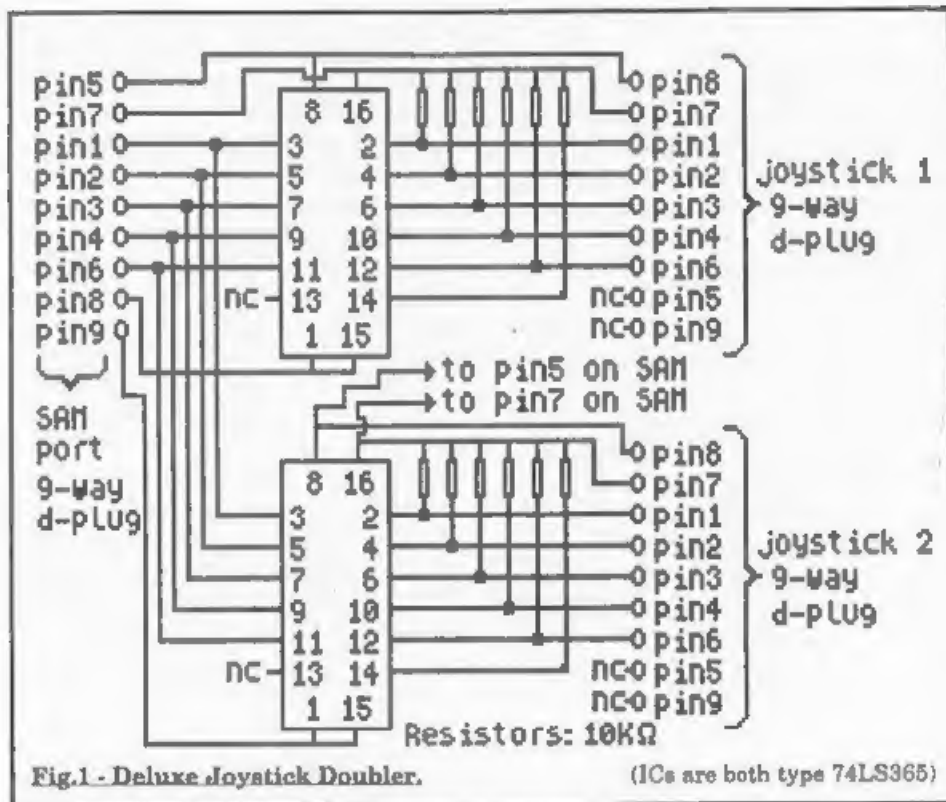 pin5
pin7
pin1
pin2
pin3
pin4
pin6
pin8
pin9
SAM
port
9-way
d-plug
8 16
3 2
5 4
7 6
9 10
11 12
nc 13 14
1 15
pin8
pin7
pin1
pin2
pin3
pin4
pin6
nc pin5
nc pin9
joystick 1
9-way
d-plug
to pin5 on SAM
to pin7 on SAM
8 16
3 2
5 4
7 6
9 10
11 12
nc 13 14
1 15
pin8
pin7
pin1
pin2
pin3
pin4
pin6
nc pin5
nc pin9
joystick 2
9-way
d-plug
Resistors: 10KΩ
Fig.1 - Deluxe Joystick Doubler.
(ICs are both type 74LS365)